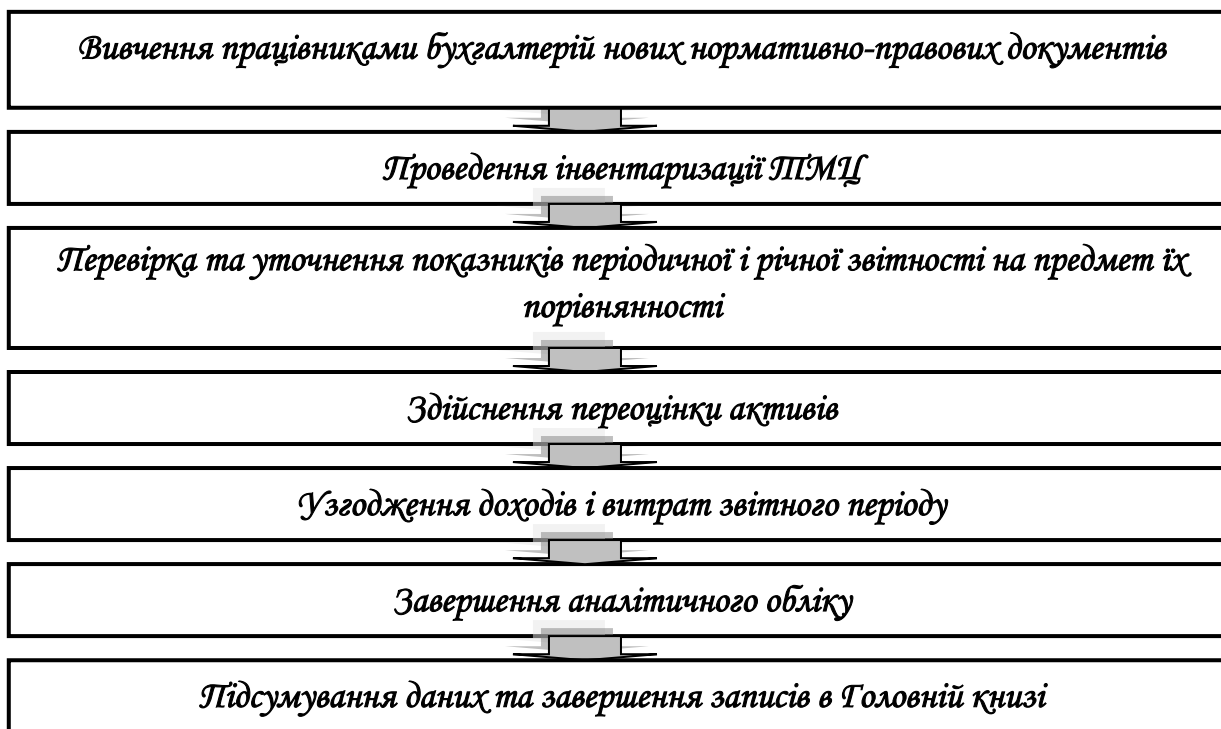 Вивчення працівниками бухгалтерій нових нормативно-правових документів
Проведення інвентаризації ТМЦ
Перевірка та уточнення показників періодичної і річної звітності на предмет їх
порівнянності
Здійснення переоцінки активів
Узгодження доходів і витрат звітного періоду
Завершення аналітичного обліку
Підсумування даних та завершення записів в Головній книзі